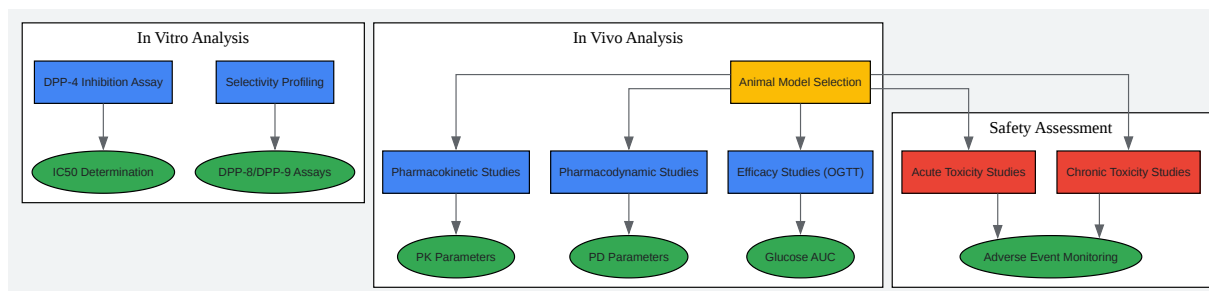 In Vitro Analysis
DPP-4 Inhibition Assay
Selectivity Profiling
IC50 Determination
DPP-8/DPP-9 Assays
In Vivo Analysis
Animal Model Selection
Pharmacokinetic Studies
Pharmacodynamic Studies
Efficacy Studies (OGTT)
PK Parameters
PD Parameters
Glucose AUC
Safety Assessment
Acute Toxicity Studies
Chronic Toxicity Studies
Adverse Event Monitoring